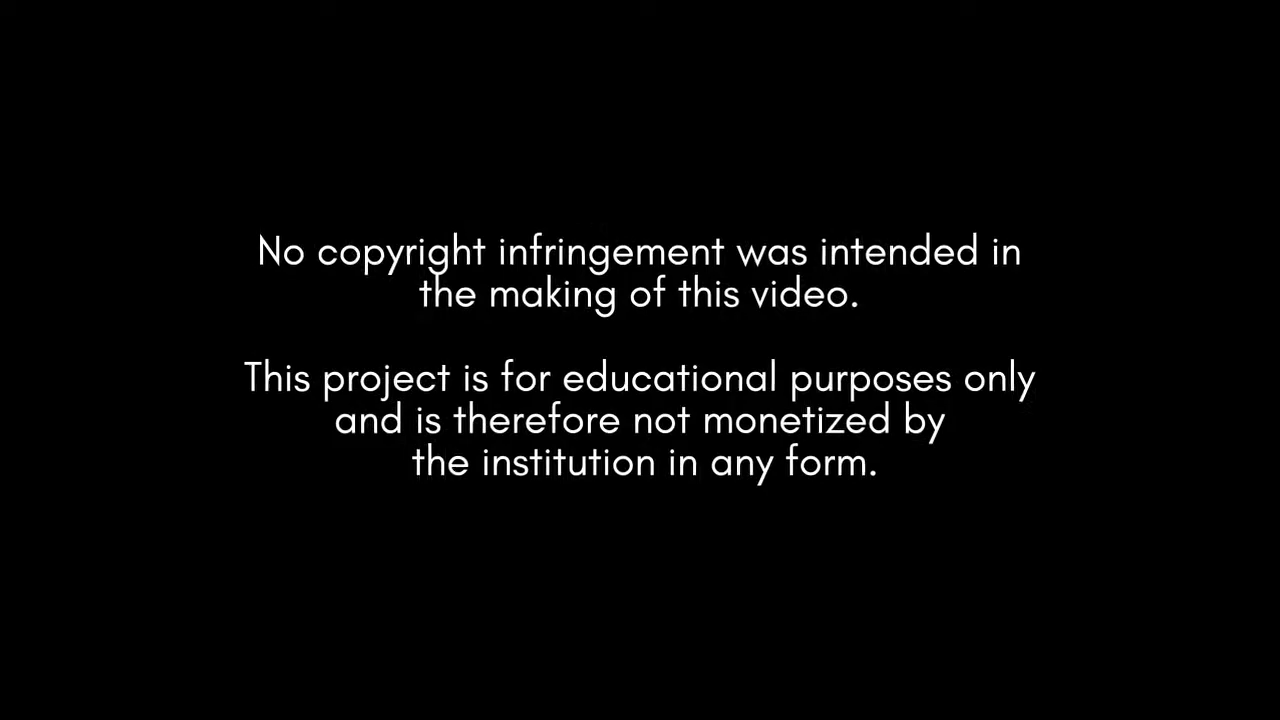 No copyright infringement was intended in
the making of this video.
This project is for educational purposes only
and is therefore not monetized by
the institution in any form.